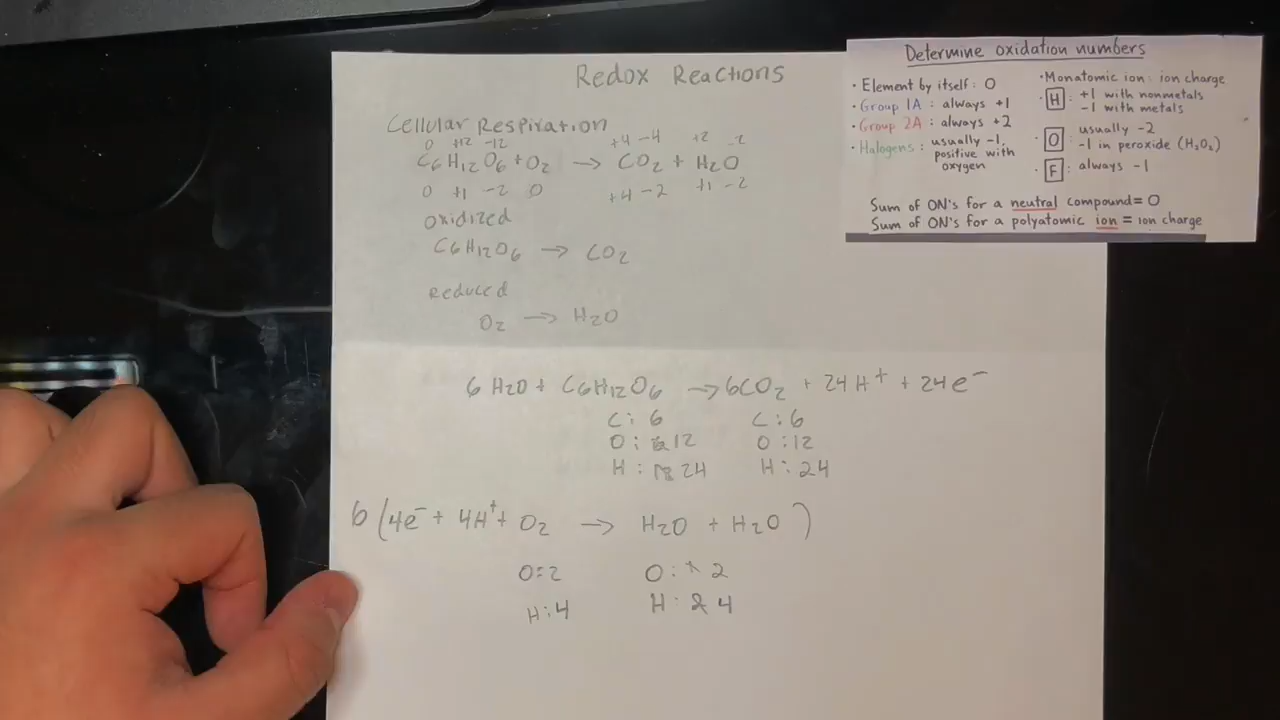 Redox Reactions
Cellular Respiration
0 +12 -12 +4 -4 +2 -2
C6H12O6 + O2 → CO2 + H2O
0 +1 -2 0 +4 -2 +1 -2
Oxidized
C6H12O6 → CO2
Reduced
O2 → H2O
6 H2O + C6H12O6 → 6CO2 + 24H+ + 24e-
C: 6 C: 6
O: 12 O: 12
H: 24 H: 24
6(4e- + 4H+ + O2 → H2O + H2O)
O: 2 O: 2
H: 4 H: 4
Determine oxidation numbers
• Element by itself: 0
• Group 1A: always +1
• Group 2A: always +2
• Halogens: usually -1,
positive with
oxygen
• Monatomic ion: ion charge
• H: +1 with nonmetals
-1 with metals
• O: usually -2
-1 in peroxide (H2O2)
• F: always -1
Sum of ON's for a neutral compound = 0
Sum of ON's for a polyatomic ion = ion charge